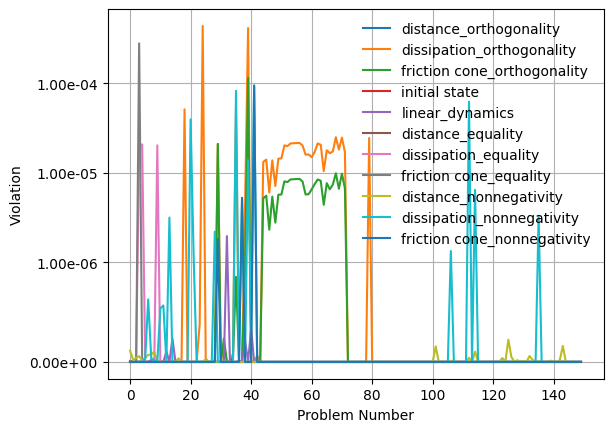 distance_orthogonality
dissipation_orthogonality
friction cone_orthogonality
initial state
linear_dynamics
distance_equality
dissipation_equality
friction cone_equality
distance_nonnegativity
dissipation_nonnegativity
friction cone_nonnegativity
1.00e-04
1.00e-05
1.00e-06
0.00e+00
Violation
0 20 40 60 80 100 120 140
Problem Number